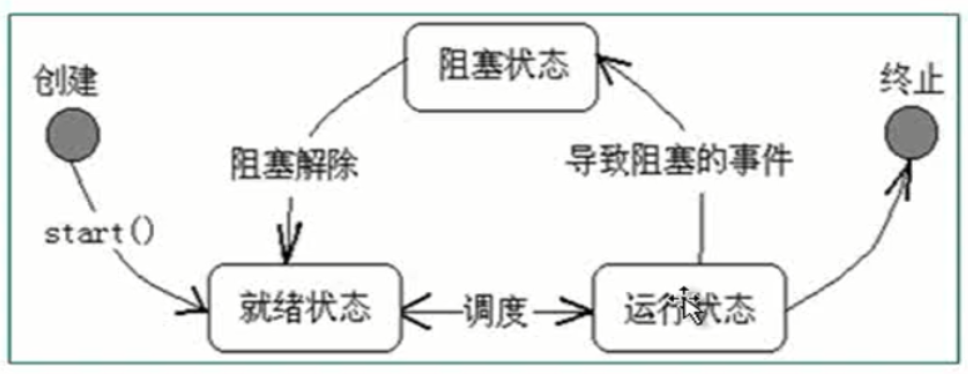 阻塞状态
创建
终止
阻塞解除
导致阻塞的事件
start()
就绪状态
调度
运行状态